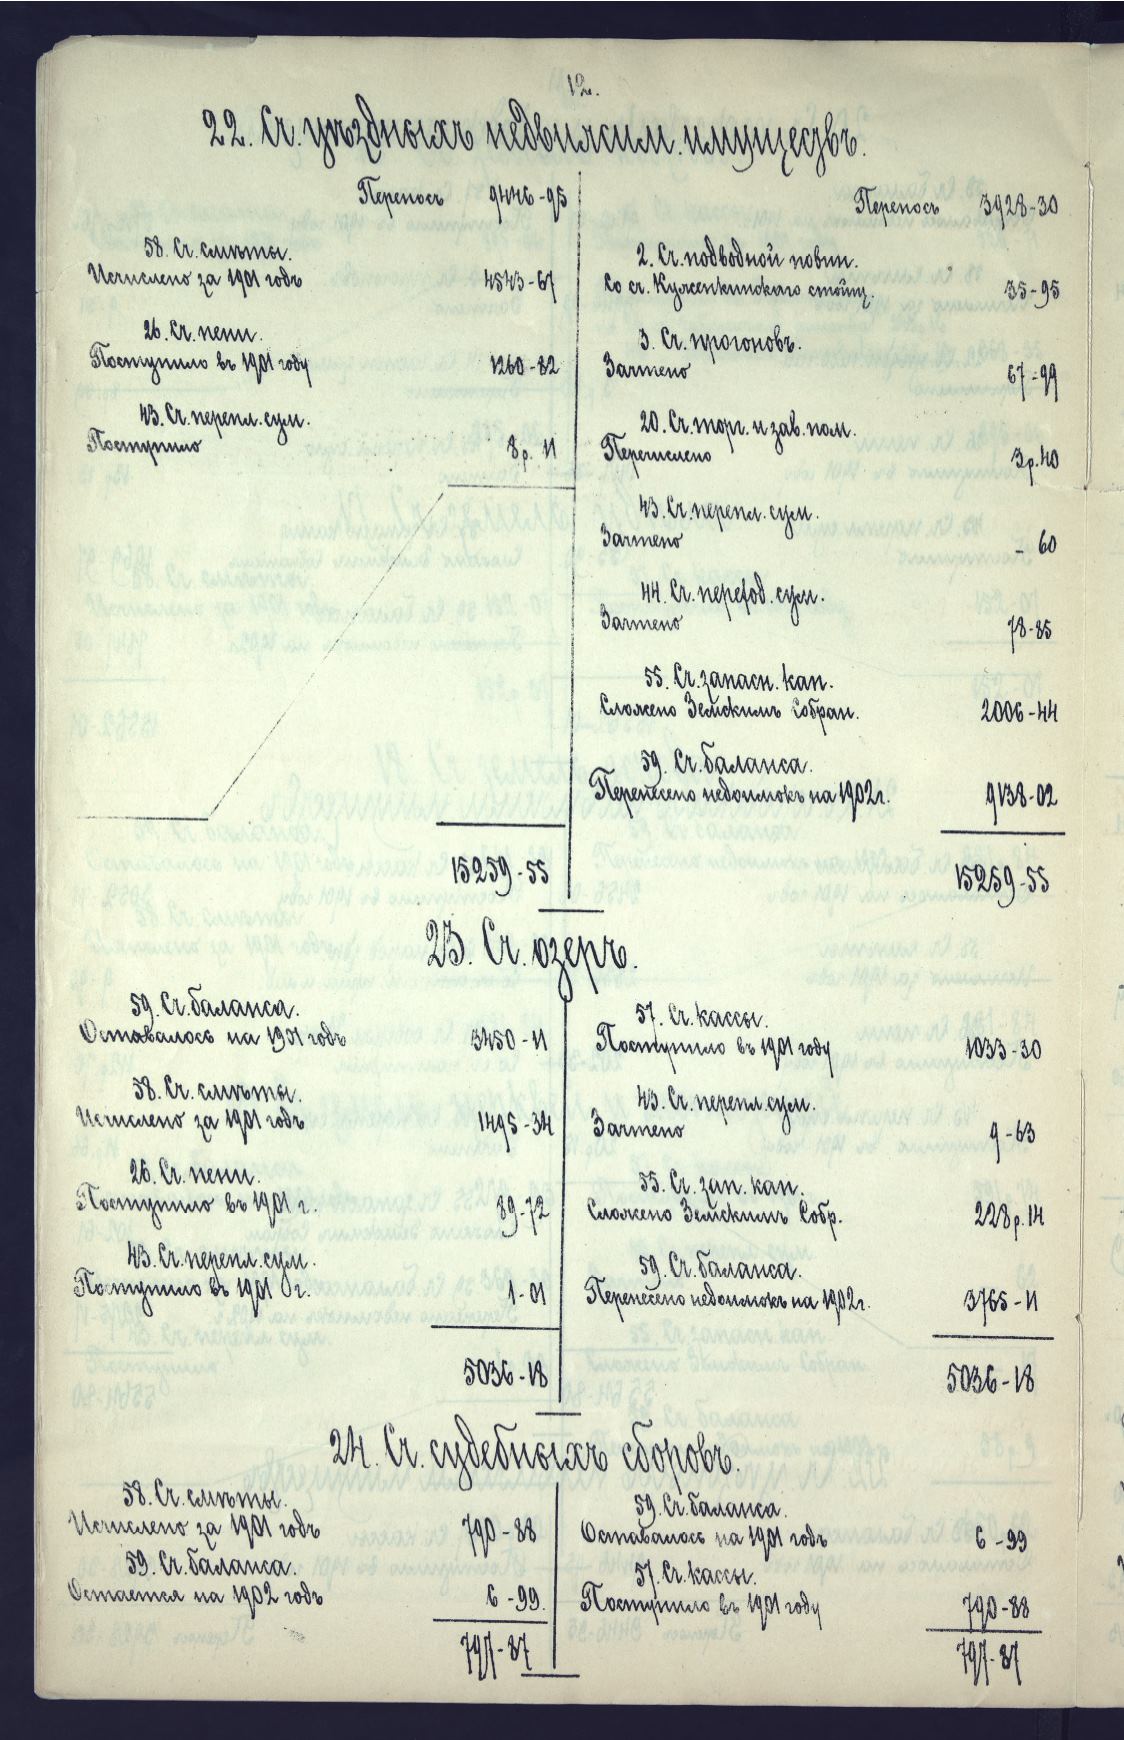 12.
22. Сч. уѣздныхъ недвижим. имуществъ.
Переносъ 9446-95
58. Сч. смѣты.
Исчислено за 1901 годъ 4543-67
26. Сч. пени.
Поступило въ 1901 году 1260-82
43. Сч. перепл. сум.
Поступило 8 р. 11
15259-55
Переносъ 3928-30
2. Сч. подводной повин.
Со сч. Куженкинскаго стойщ. 35-95
3. Сч. прогоновъ.
Зачтено 67-99
20. Сч. торг. и зав. пом.
Перечислено 3 р. 40
43. Сч. перепл. сум.
Зачтено - 60
44. Сч. переход. сум.
Зачтено 78-85
55. Сч. запасн. кап.
Сложено Земскимъ Собран. 2006-44
59. Сч. баланса.
Перенесено недоимокъ на 1902 г. 9138-02
15259-55
23. Сч. озеръ.
59. Сч. баланса.
Оставалось на 1901 годъ 3450-11
58. Сч. смѣты.
Исчислено за 1901 годъ 1495-34
26. Сч. пени.
Поступило въ 1901 г. 89-72
43. Сч. перепл. сум.
Поступило въ 1901 г. 1-01
5036-18
57. Сч. кассы.
Поступило въ 1901 году 1033-30
43. Сч. перепл. сум.
Зачтено 9-63
55. Сч. зап. кап.
Сложено Земскимъ Собр. 228 р. 14
59. Сч. баланса.
Перенесено недоимокъ на 1902 г. 3765-11
5036-18
24. Сч. судебныхъ сборовъ.
58. Сч. смѣты.
Исчислено за 1901 годъ 790-88
59. Сч. баланса.
Остается на 1902 годъ 6-99
797-87
59. Сч. баланса.
Оставалось на 1901 годъ 6-99
57. Сч. кассы.
Поступило въ 1901 году 790-88
797-87